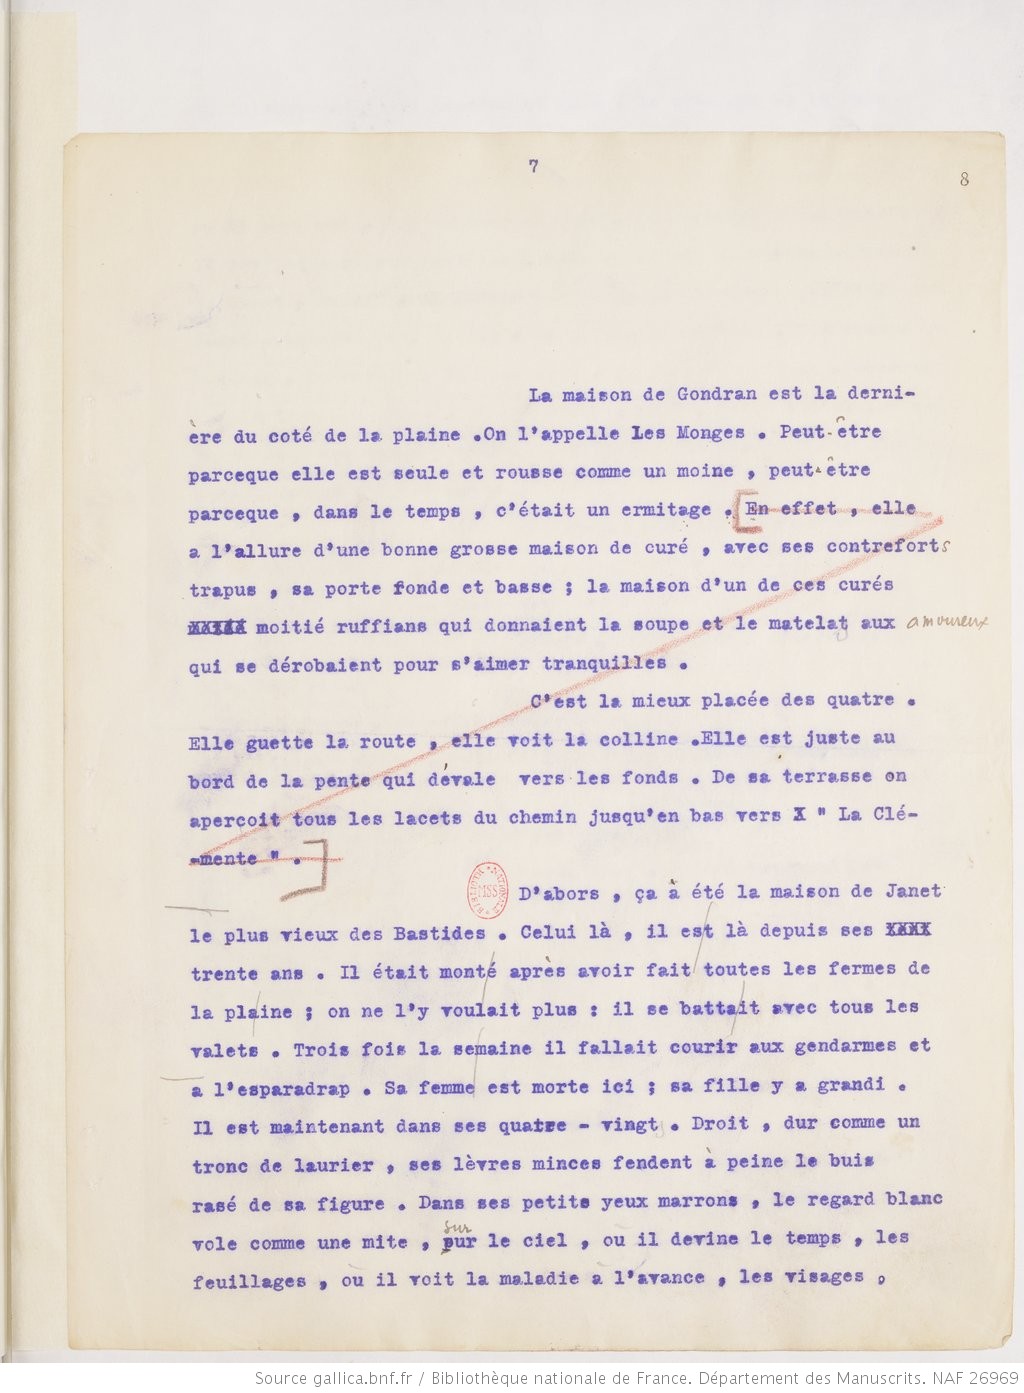 7
8
La maison de Gondran est la derni-
ère du coté de la plaine .On l'appelle Les Monges . Peut-être
parceque elle est seule et rousse comme un moine , peut-être
parceque , dans le temps , c'était un ermitage . [En effet , elle
a l'allure d'une bonne grosse maison de curé , avec ses contreforts
trapus , sa porte fonde et basse ; la maison d'un de ces curés
XXXXX moitié ruffians qui donnaient la soupe et le matelas aux amoureux
qui se dérobaient pour s'aimer tranquilles .
C'est la mieux placée des quatre .
Elle guette la route , elle voit la colline .Elle est juste au
bord de la pente qui dévale vers les fonds . De sa terrasse on
apercoit tous les lacets du chemin jusqu'en bas vers X " La Clé-
-mente " .]
BIBLIOTH. NATIONALE MSS
D'abors , ça à été la maison de Janet
le plus vieux des Bastides . Celui là , il est là depuis ses XXXX
trente ans . Il était monté après avoir fait toutes les fermes de
la plaine ; on ne l'y voulait plus : il se battait avec tous les
valets . Trois fois la semaine il fallait courir aux gendarmes et
a l'esparadrap . Sa femme est morte ici ; sa fille y a grandi .
Il est maintenant dans ses quatre - vingts . Droit , dur comme un
tronc de laurier , ses lèvres minces fendent à peine le buis
rasé de sa figure . Dans ses petits yeux marrons , le regard blanc
sur
vole comme une mite , pur le ciel , où il devine le temps , les
feuillages , où il voit la maladie à l'avance , les visages ,
Source gallica.bnf.fr / Bibliothèque nationale de France. Département des Manuscrits. NAF 26969